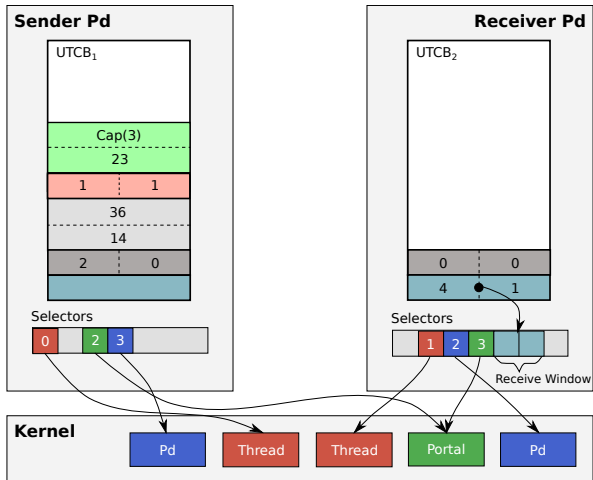 Sender Pd
UTCB1
Cap(3)
23
1 1
36
14
2 0
Selectors
0 2 3
Receiver Pd
UTCB2
0 0
4 1
Selectors
1 2 3
Receive Window
Kernel
Pd Thread Thread Portal Pd